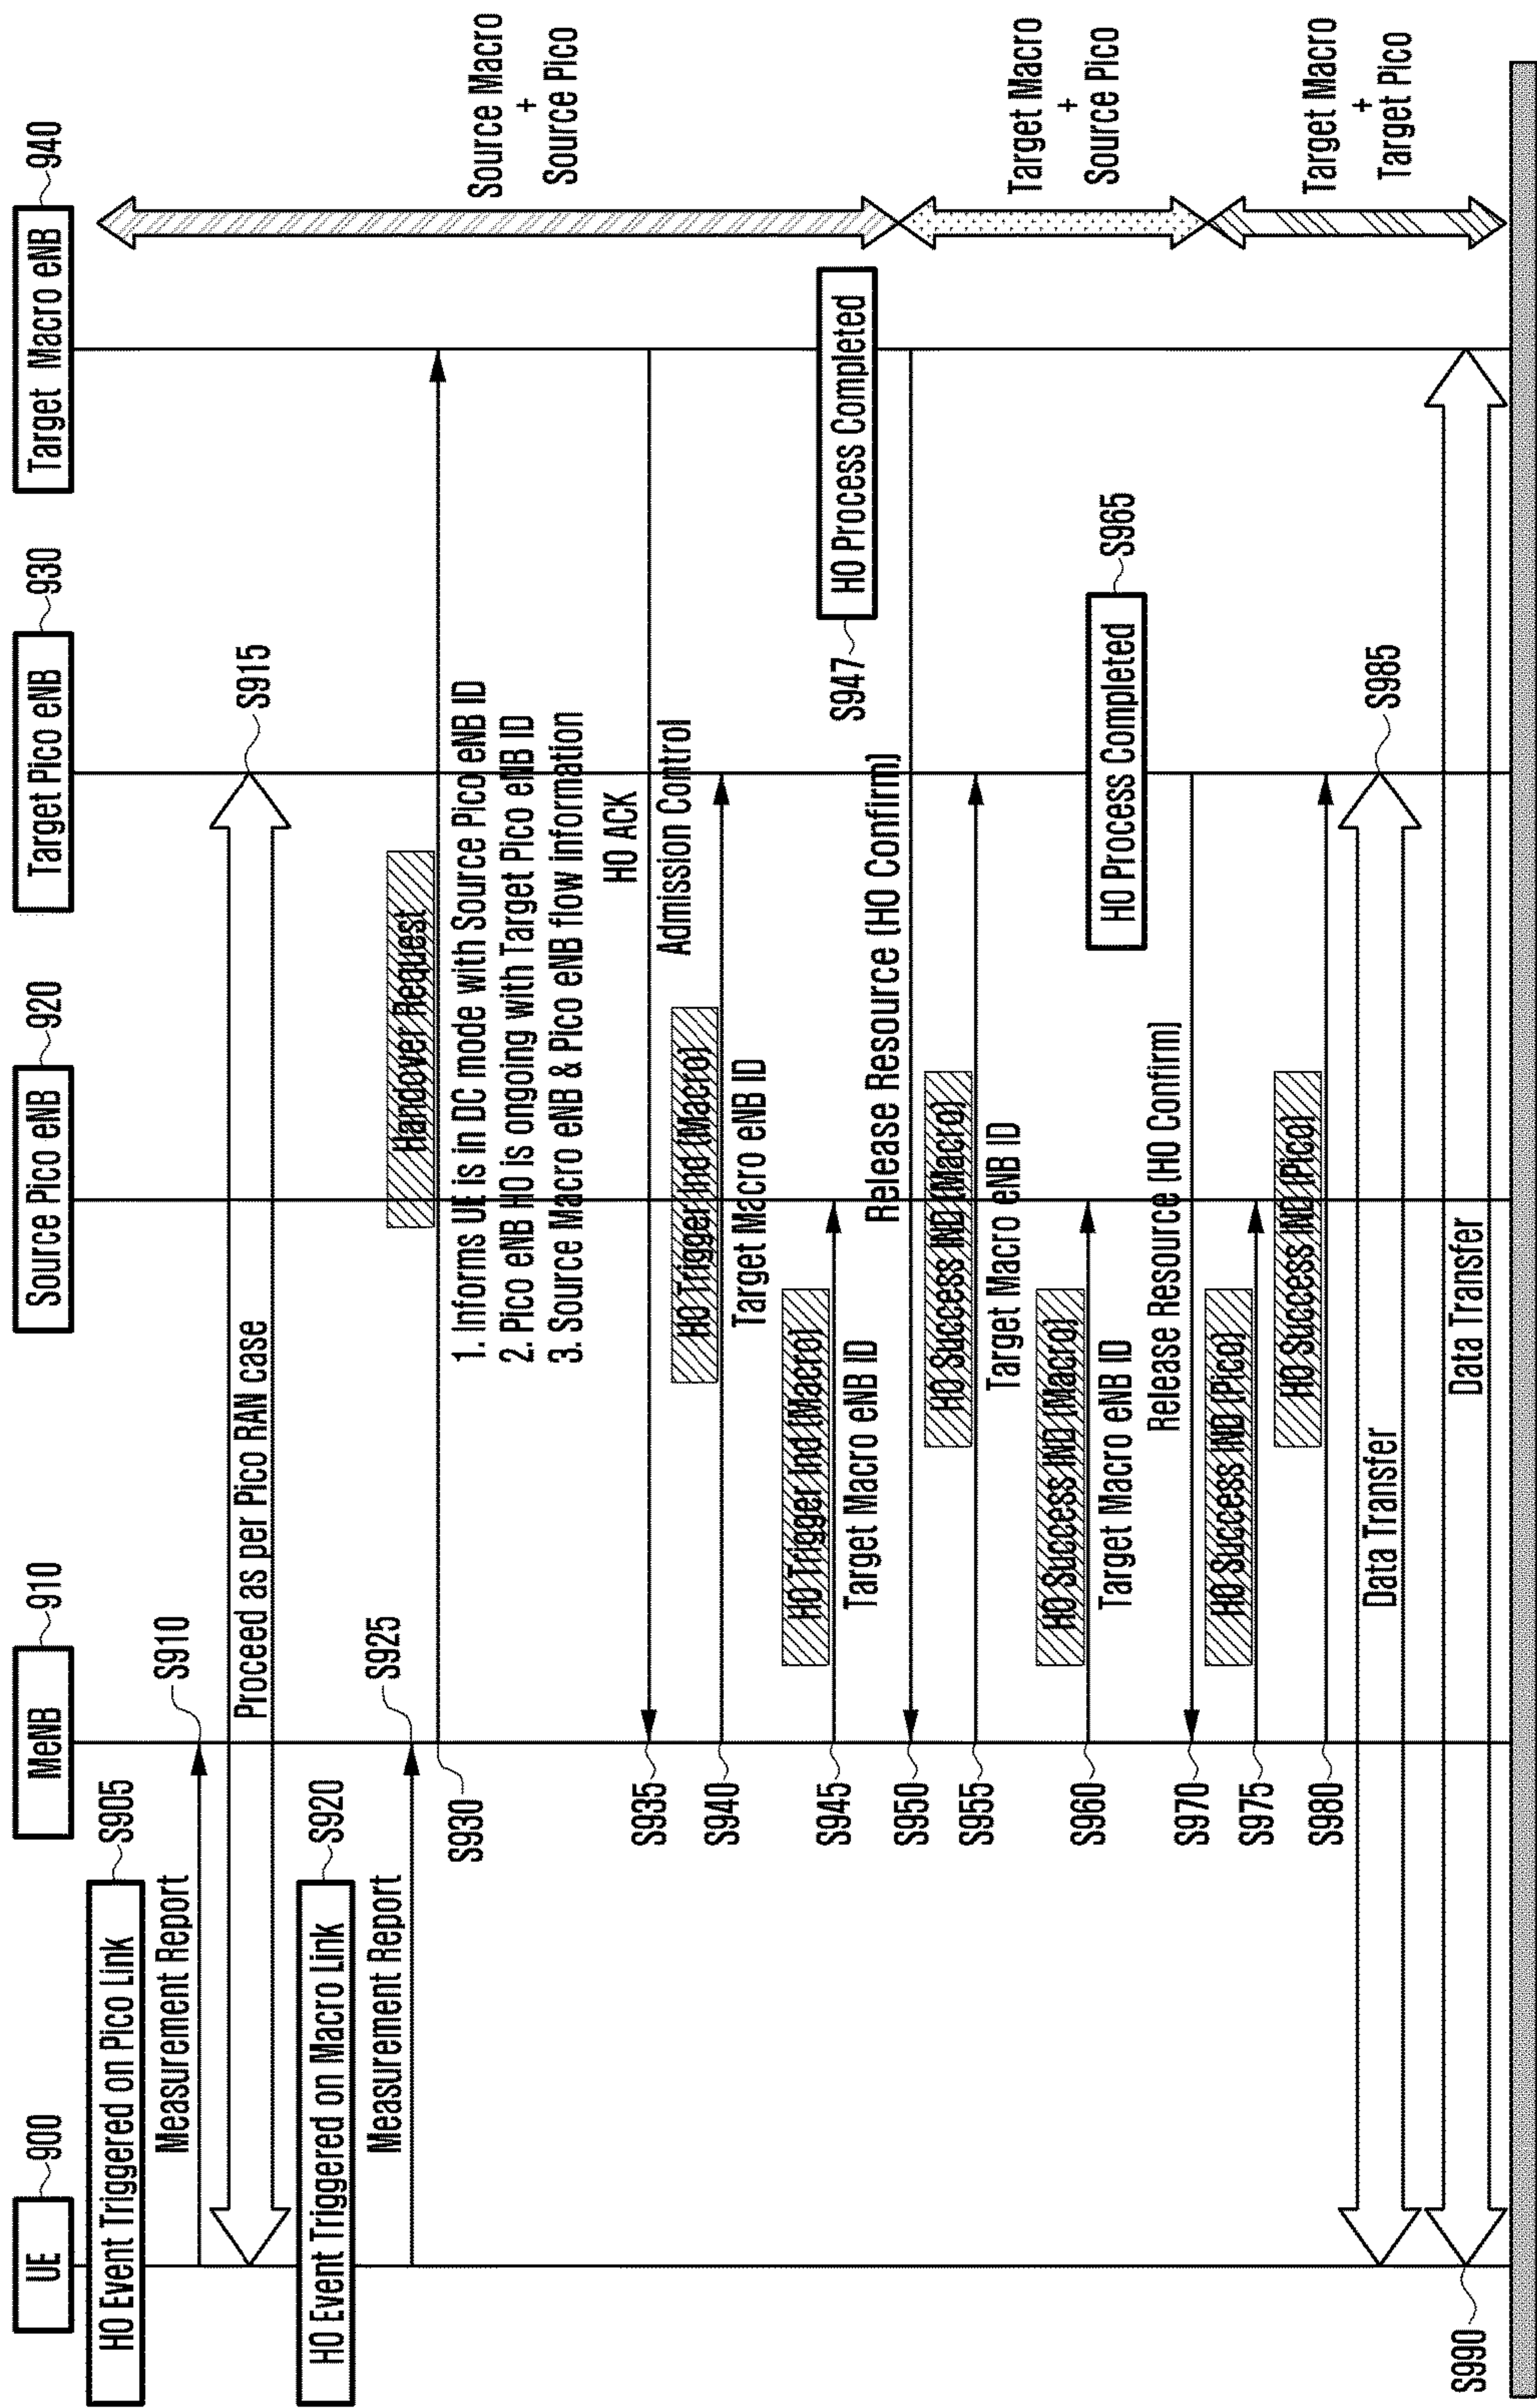 UE
900
MeNB
910
Source Pico eNB
920
Target Pico eNB
930
Target Macro eNB
940
HO Event Triggered on Pico Link
S905
Measurement Report
S910
Proceed as per Pico RAN case
S915
HO Event Triggered on Macro Link
S920
Measurement Report
S925
Handover Request
S930
1. Informs UE is in DC mode with Source Pico eNB ID
2. Pico eNB HO is ongoing with Target Pico eNB ID
3. Source Macro eNB & Pico eNB flow information
Source Macro
+
Source Pico
HO ACK
S935
Admission Control
HO Trigger Ind (Macro)
S940
Target Macro eNB ID
HO Trigger Ind (Macro)
S945
Target Macro eNB ID
S947
HO Process Completed
Release Resource (HO Confirm)
S950
HO Success IND (Macro)
S955
Target Macro eNB ID
Target Macro
+
Source Pico
HO Success IND (Macro)
S960
Target Macro eNB ID
HO Process Completed
S965
Release Resource (HO Confirm)
S970
HO Success IND (Pico)
S975
HO Success IND (Pico)
S980
Target Macro
+
Target Pico
Data Transfer
S985
Data Transfer
S990